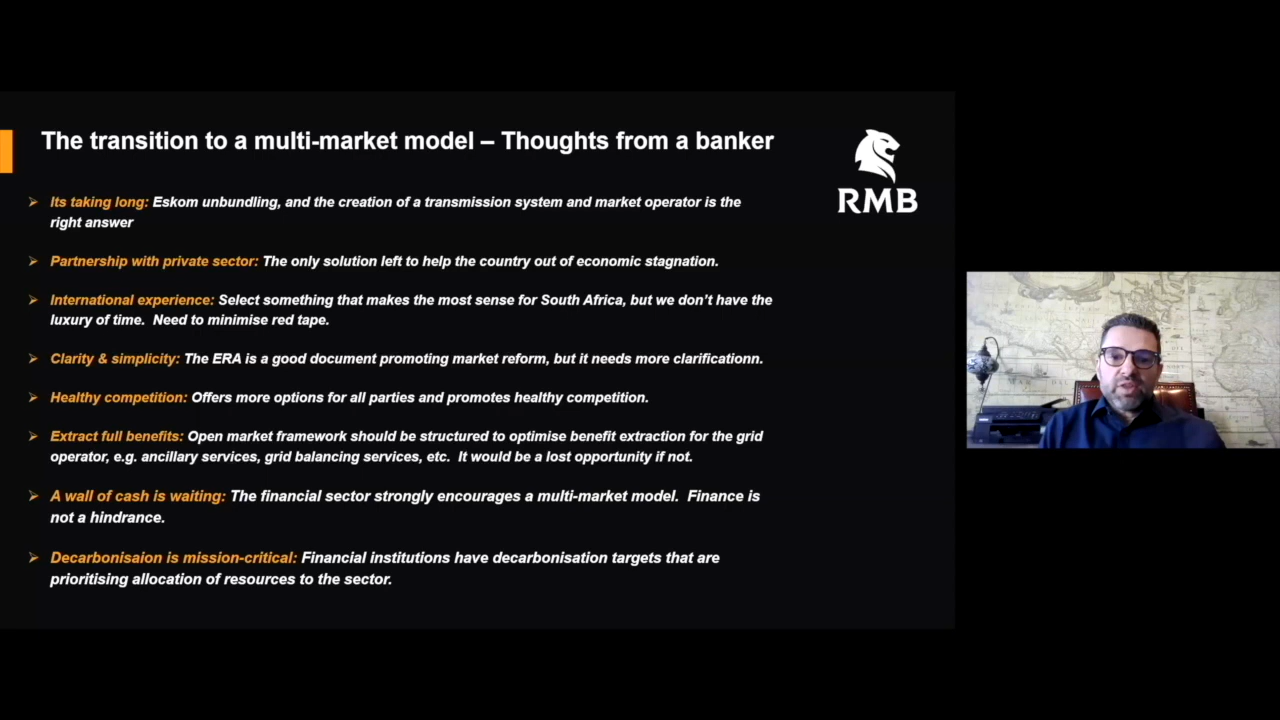 The transition to a multi-market model – Thoughts from a banker
RMB
Its taking long: Eskom unbundling, and the creation of a transmission system and market operator is the
right answer
Partnership with private sector: The only solution left to help the country out of economic stagnation.
International experience: Select something that makes the most sense for South Africa, but we don't have the
luxury of time. Need to minimise red tape.
Clarity & simplicity: The ERA is a good document promoting market reform, but it needs more clarificationn.
Healthy competition: Offers more options for all parties and promotes healthy competition.
Extract full benefits: Open market framework should be structured to optimise benefit extraction for the grid
operator, e.g. ancillary services, grid balancing services, etc. It would be a lost opportunity if not.
A wall of cash is waiting: The financial sector strongly encourages a multi-market model. Finance is
not a hindrance.
Decarbonisaion is mission-critical: Financial institutions have decarbonisation targets that are
prioritising allocation of resources to the sector.